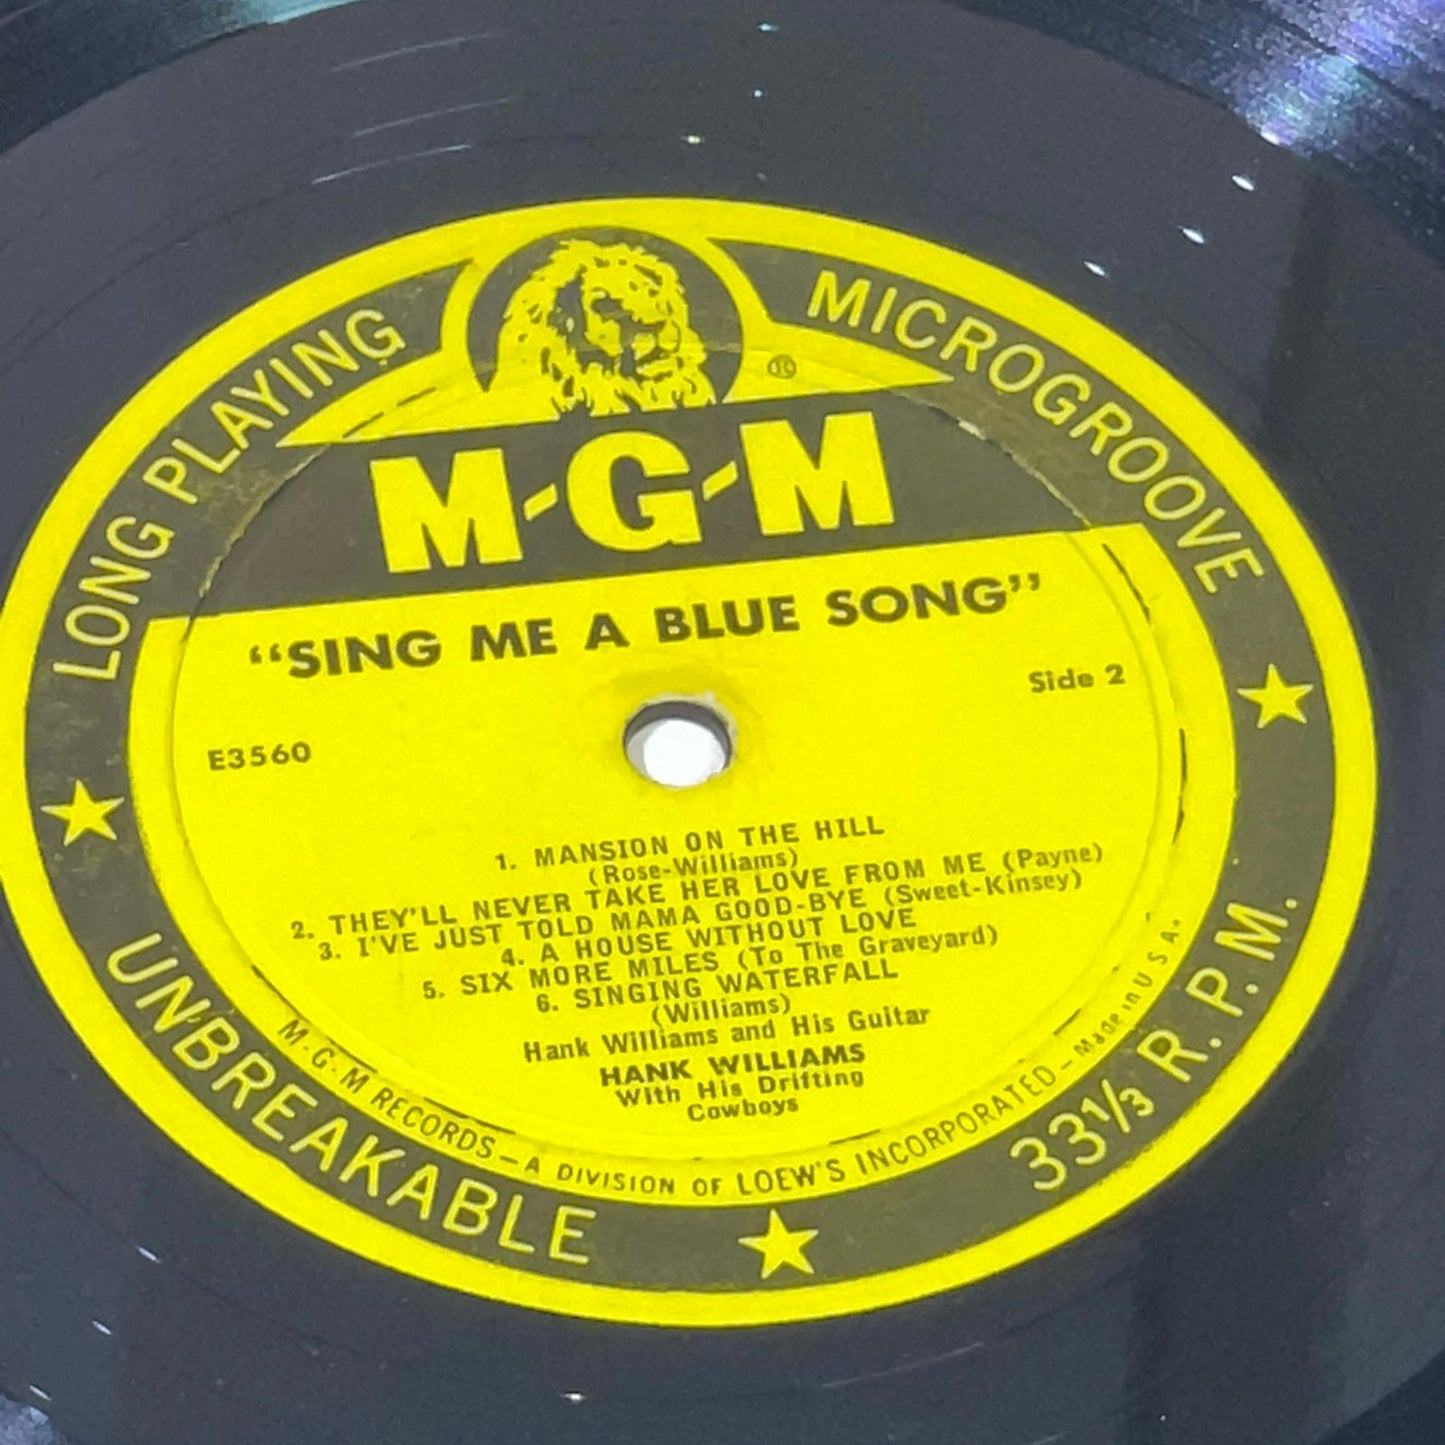 LONG PLAYING
MICROGROOVE
®
M-G-M
“SING ME A BLUE SONG”
Side 2
E3560
1. MANSION ON THE HILL
(Rose-Williams)
2. THEY'LL NEVER TAKE HER LOVE FROM ME (Payne)
3. I'VE JUST TOLD MAMA GOOD-BYE (Sweet-Kinsey)
4. A HOUSE WITHOUT LOVE
5. SIX MORE MILES (To The Graveyard)
6. SINGING WATERFALL
(Williams)
Hank Williams and His Guitar
HANK WILLIAMS
With His Drifting
Cowboys
M-G-M RECORDS—A DIVISION OF LOEW'S INCORPORATED—Made in U.S.A.
UNBREAKABLE
33⅓ R.P.M.